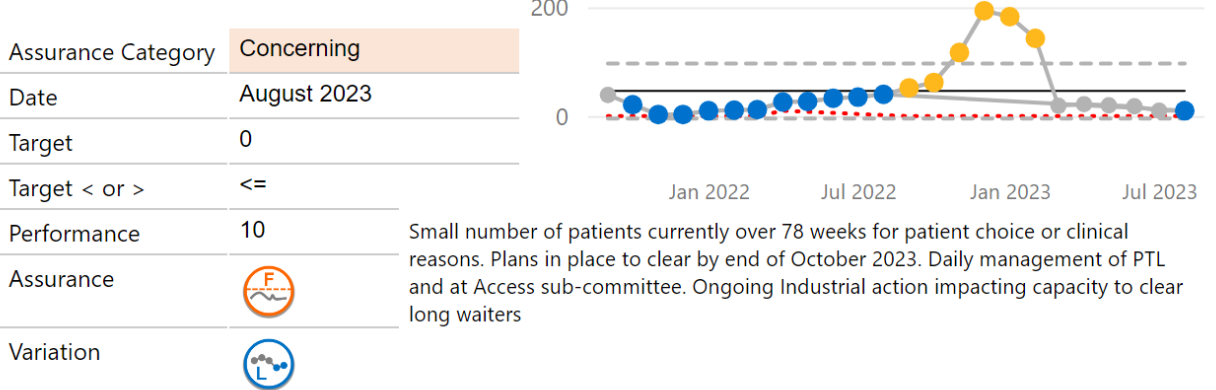 200
0
Jan 2022 Jul 2022 Jan 2023 Jul 2023
Assurance Category Concerning
Date August 2023
Target 0
Target < or > <=
Performance 10
Assurance F
Variation L
Small number of patients currently over 78 weeks for patient choice or clinical
reasons. Plans in place to clear by end of October 2023. Daily management of PTL
and at Access sub-committee. Ongoing Industrial action impacting capacity to clear
long waiters